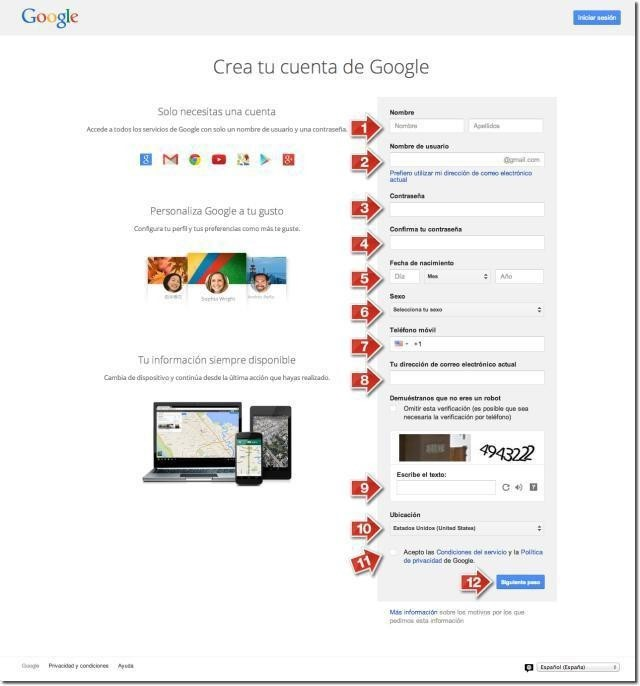 Google
Iniciar sesión
Crea tu cuenta de Google
Solo necesitas una cuenta
Accede a todos los servicios de Google con solo un nombre de usuario y una contraseña.
Personaliza Google a tu gusto
Configura tu perfil y tus preferencias como más te guste.
Sophia Wright
Tu información siempre disponible
Cambia de dispositivo y continúa desde la última acción que hayas realizado.
Nombre
1 Nombre Apellidos
Nombre de usuario
2 @gmail.com
Prefiero utilizar mi dirección de correo electrónico
actual
Contraseña
3
Confirma tu contraseña
4
Fecha de nacimiento
5 Día Mes Año
Sexo
6 Selecciona tu sexo
Teléfono móvil
7 +1
Tu dirección de correo electrónico actual
8
Demuéstranos que no eres un robot
Omitir esta verificación (es posible que sea
necesaria la verificación por teléfono)
4943222
Escribe el texto:
9 ?
Ubicación
10 Estados Unidos (United States)
11 Acepto las Condiciones del servicio y la Política
de privacidad de Google.
12 Siguiente paso
Más información sobre los motivos por los que
pedimos esta información
Google Privacidad y condiciones Ayuda
Español (España)